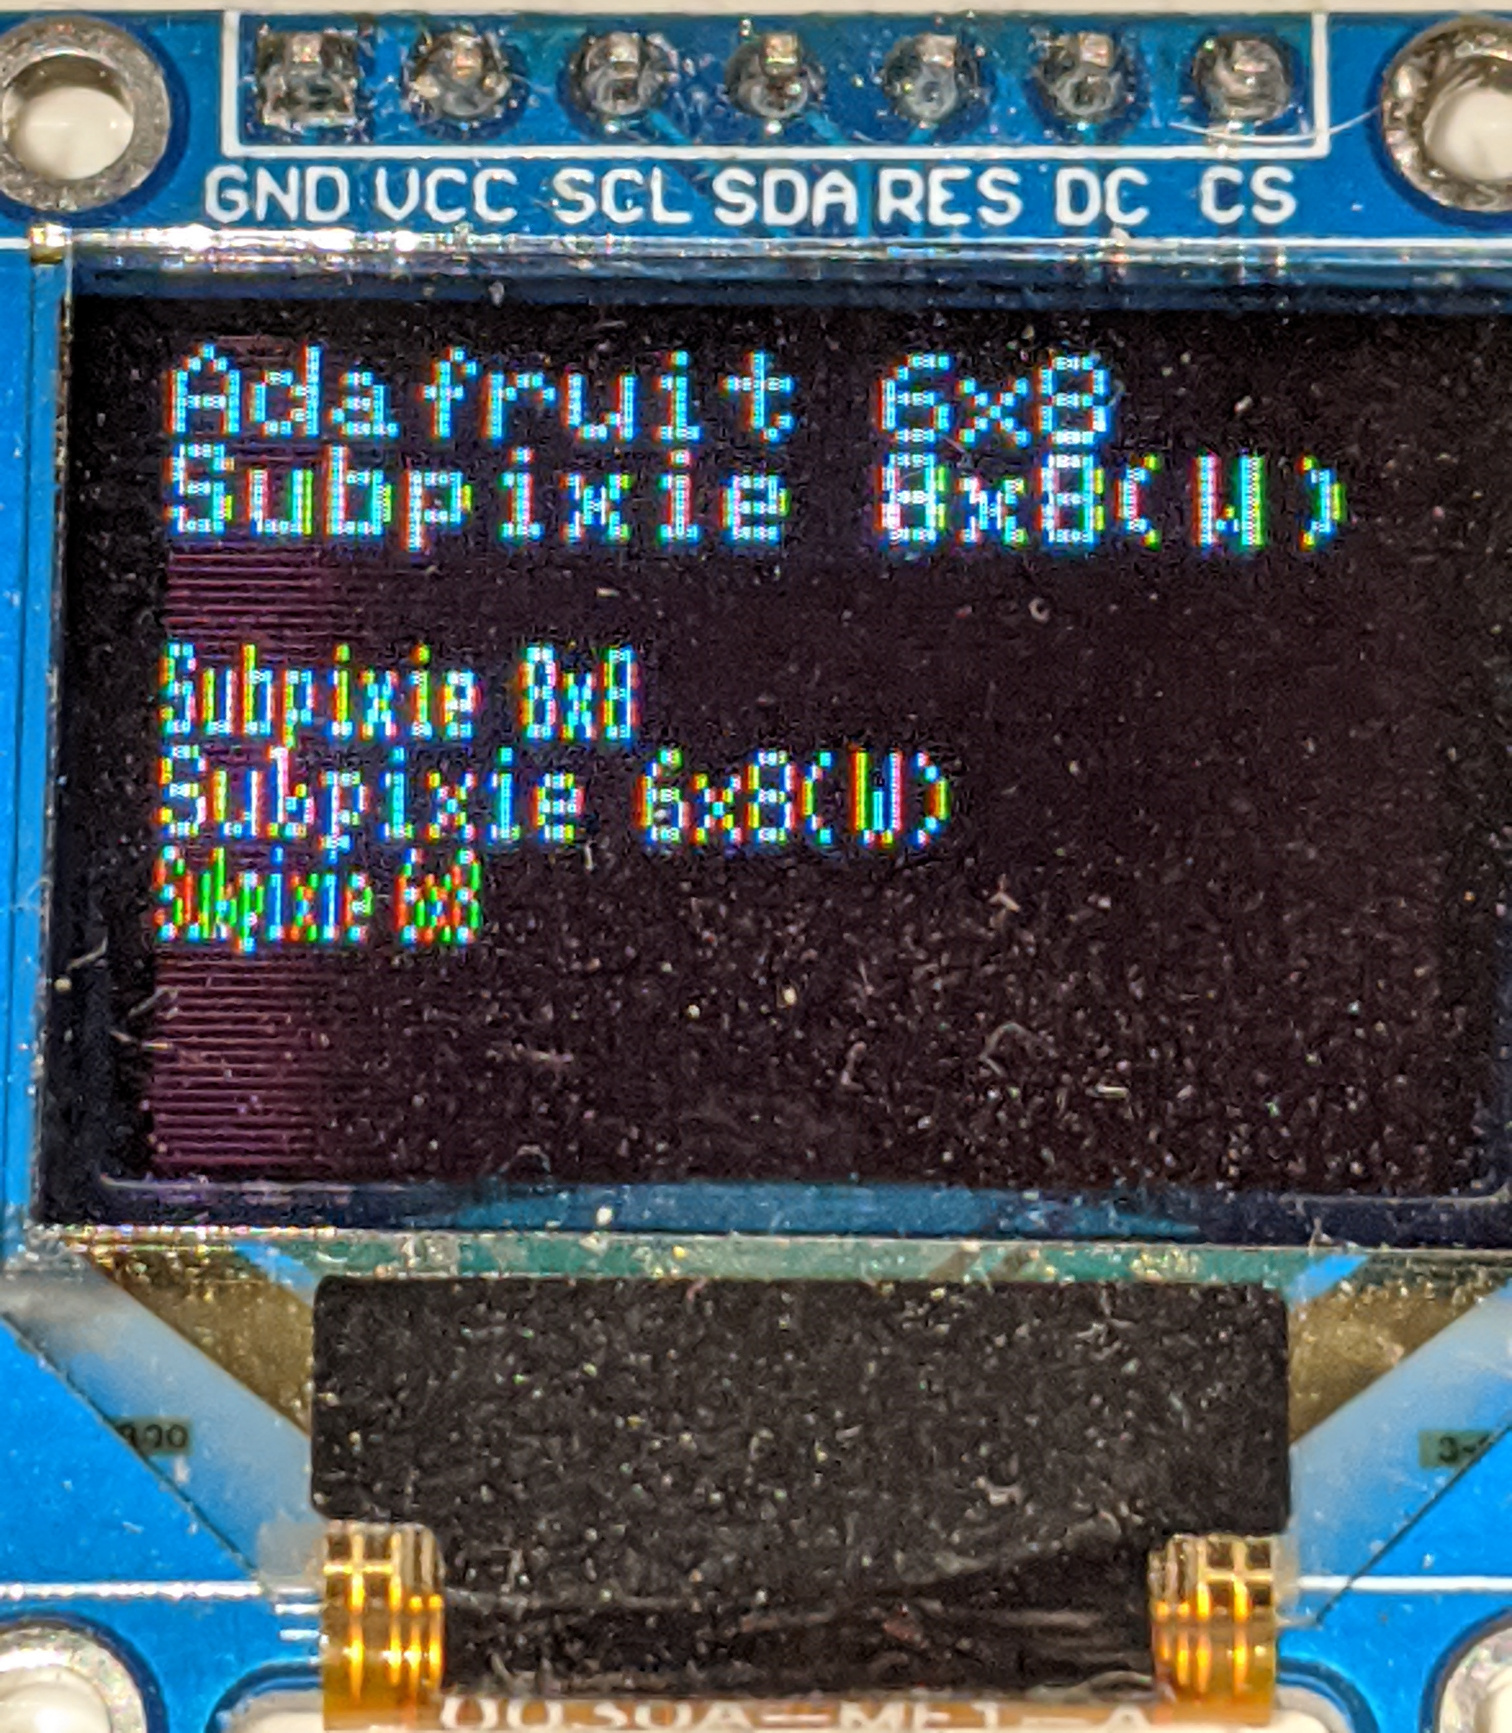 GND VCC SCL SDA RES DC CS
Adafruit 6x8
Subpixie 8x8(W)
Subpixie 8x8
Subpixie 6x8(W)
Subpixie 6x8